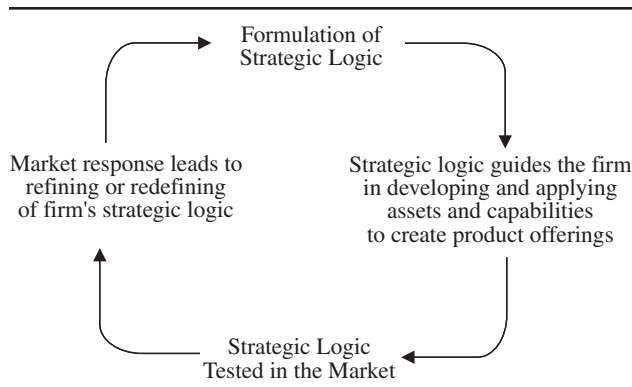 Formulation of
Strategic Logic
Strategic logic guides the firm
in developing and applying
assets and capabilities
to create product offerings
Strategic Logic
Tested in the Market
Market response leads to
refining or redefining
of firm's strategic logic